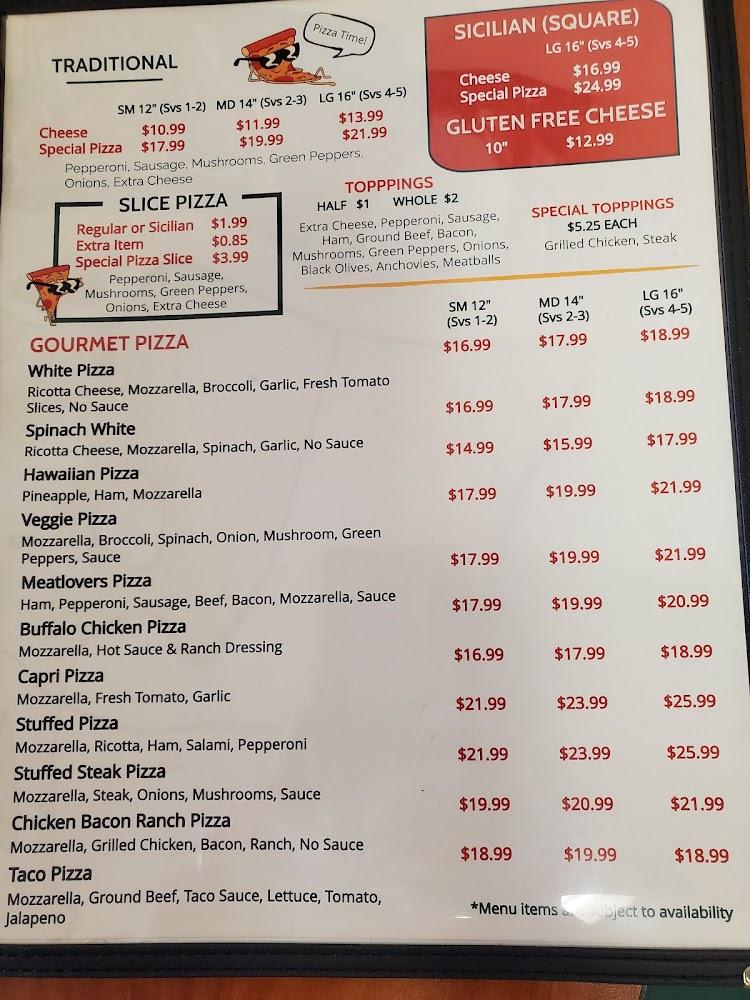 Pizza Time!
TRADITIONAL
SM 12" (Svs 1-2) MD 14" (Svs 2-3) LG 16" (Svs 4-5)
Cheese $10.99 $11.99 $13.99
Special Pizza $17.99 $19.99 $21.99
Pepperoni, Sausage, Mushrooms, Green Peppers,
Onions, Extra Cheese
SICILIAN (SQUARE)
LG 16" (Svs 4-5)
Cheese $16.99
Special Pizza $24.99
GLUTEN FREE CHEESE
10" $12.99
SLICE PIZZA
Regular or Sicilian $1.99
Extra Item $0.85
Special Pizza Slice $3.99
Pepperoni, Sausage,
Mushrooms, Green Peppers,
Onions, Extra Cheese
TOPPPINGS
HALF $1 WHOLE $2
Extra Cheese, Pepperoni, Sausage,
Ham, Ground Beef, Bacon,
Mushrooms, Green Peppers, Onions,
Black Olives, Anchovies, Meatballs
SPECIAL TOPPPINGS
$5.25 EACH
Grilled Chicken, Steak
SM 12" MD 14" LG 16"
(Svs 1-2) (Svs 2-3) (Svs 4-5)
GOURMET PIZZA $16.99 $17.99 $18.99
White Pizza
Ricotta Cheese, Mozzarella, Broccoli, Garlic, Fresh Tomato
Slices, No Sauce $16.99 $17.99 $18.99
Spinach White
Ricotta Cheese, Mozzarella, Spinach, Garlic, No Sauce $14.99 $15.99 $17.99
Hawaiian Pizza
Pineapple, Ham, Mozzarella $17.99 $19.99 $21.99
Veggie Pizza
Mozzarella, Broccoli, Spinach, Onion, Mushroom, Green
Peppers, Sauce $17.99 $19.99 $21.99
Meatlovers Pizza
Ham, Pepperoni, Sausage, Beef, Bacon, Mozzarella, Sauce $17.99 $19.99 $20.99
Buffalo Chicken Pizza
Mozzarella, Hot Sauce & Ranch Dressing $16.99 $17.99 $18.99
Capri Pizza
Mozzarella, Fresh Tomato, Garlic $21.99 $23.99 $25.99
Stuffed Pizza
Mozzarella, Ricotta, Ham, Salami, Pepperoni $21.99 $23.99 $25.99
Stuffed Steak Pizza
Mozzarella, Steak, Onions, Mushrooms, Sauce $19.99 $20.99 $21.99
Chicken Bacon Ranch Pizza
Mozzarella, Grilled Chicken, Bacon, Ranch, No Sauce $18.99 $19.99 $18.99
Taco Pizza
Mozzarella, Ground Beef, Taco Sauce, Lettuce, Tomato,
Jalapeno
*Menu items are subject to availability